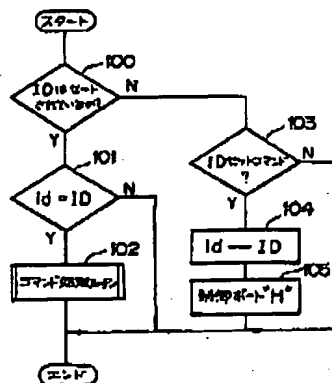 スタート
100
IDはセット
されているか?
N
Y
101
Id = ID
N
Y
102
コマンド処理ルーチン
103
IDセットコマンド
?
N
Y
104
Id ― ID
105
制御ポート"H"
エンド